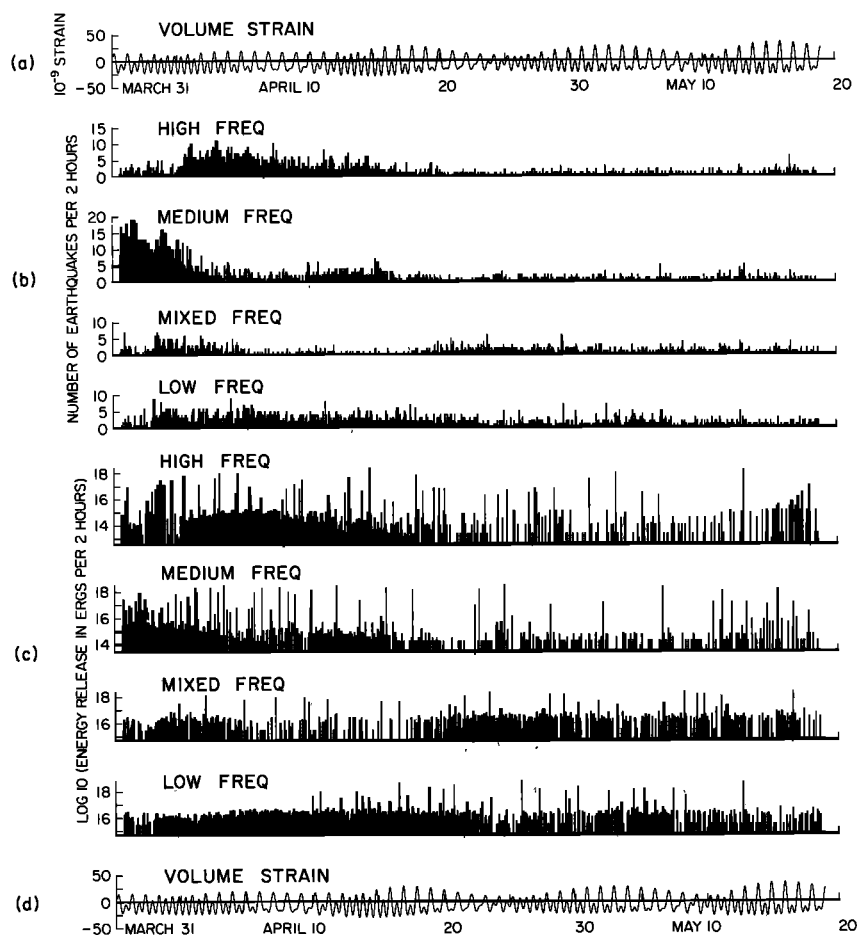 VOLUME STRAIN
(a)
10⁻⁹ STRAIN
50
0
-50
MARCH 31 APRIL 10 20 30 MAY 10 20
(b)
NUMBER OF EARTHQUAKES PER 2 HOURS
HIGH FREQ
15
10
5
0
MEDIUM FREQ
20
15
10
5
0
MIXED FREQ
10
5
0
LOW FREQ
10
5
0
(c)
LOG 10 (ENERGY RELEASE IN ERGS PER 2 HOURS)
HIGH FREQ
18
16
14
MEDIUM FREQ
18
16
14
MIXED FREQ
18
16
LOW FREQ
18
16
VOLUME STRAIN
(d)
50
0
-50
MARCH 31 APRIL 10 20 30 MAY 10 20